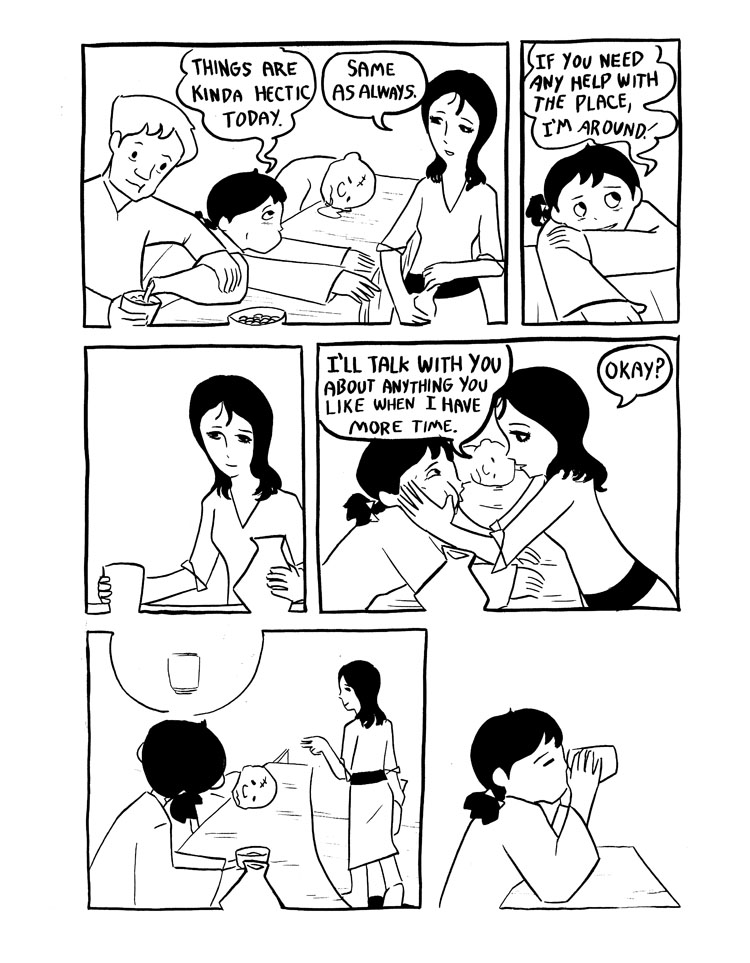 THINGS ARE
KINDA HECTIC
TODAY.
SAME
AS ALWAYS.
IF YOU NEED
ANY HELP WITH
THE PLACE,
I'M AROUND!
I'LL TALK WITH YOU
ABOUT ANYTHING YOU
LIKE WHEN I HAVE
MORE TIME.
OKAY?